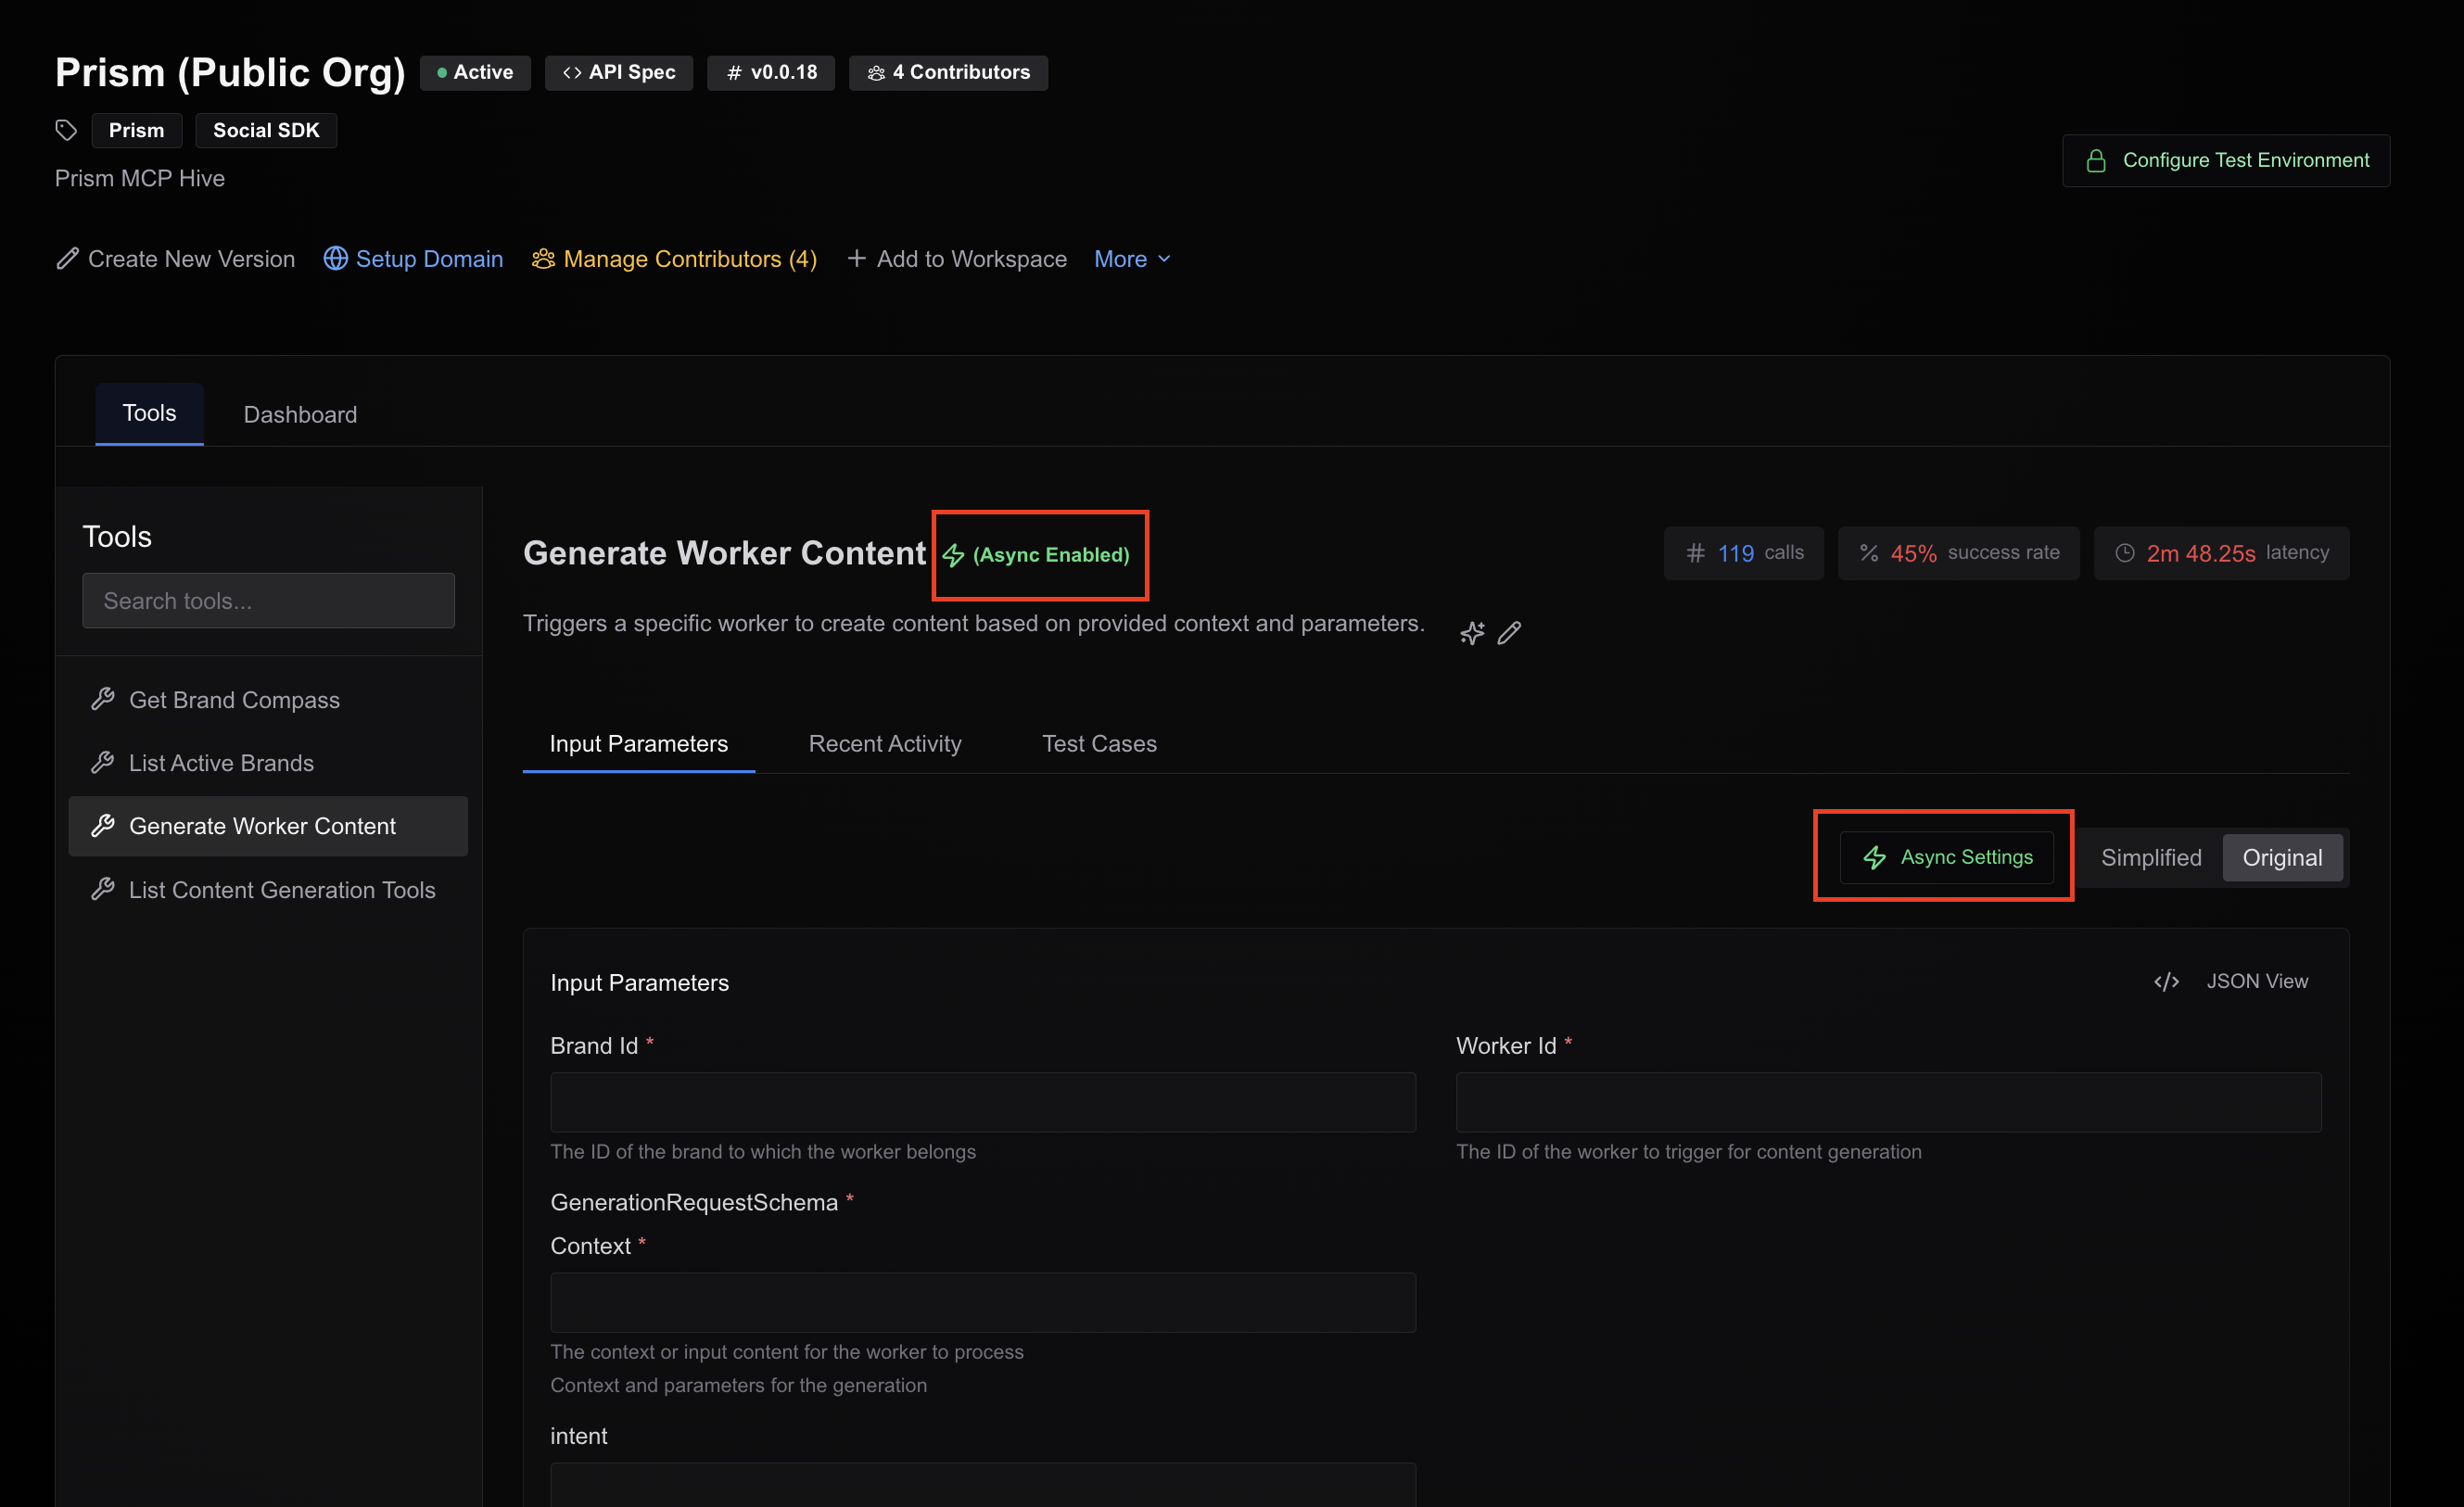 Prism (Public Org) Active API Spec # v0.0.18 4 Contributors
Prism Social SDK
Prism MCP Hive
Configure Test Environment
Create New Version Setup Domain Manage Contributors (4) + Add to Workspace More
Tools Dashboard
Tools
Search tools...
Get Brand Compass
List Active Brands
Generate Worker Content
List Content Generation Tools
Generate Worker Content (Async Enabled)
# 119 calls % 45% success rate 2m 48.25s latency
Triggers a specific worker to create content based on provided context and parameters.
Input Parameters Recent Activity Test Cases
Async Settings Simplified Original
Input Parameters </> JSON View
Brand Id * Worker Id *
The ID of the brand to which the worker belongs The ID of the worker to trigger for content generation
GenerationRequestSchema *
Context *
The context or input content for the worker to process
Context and parameters for the generation
intent